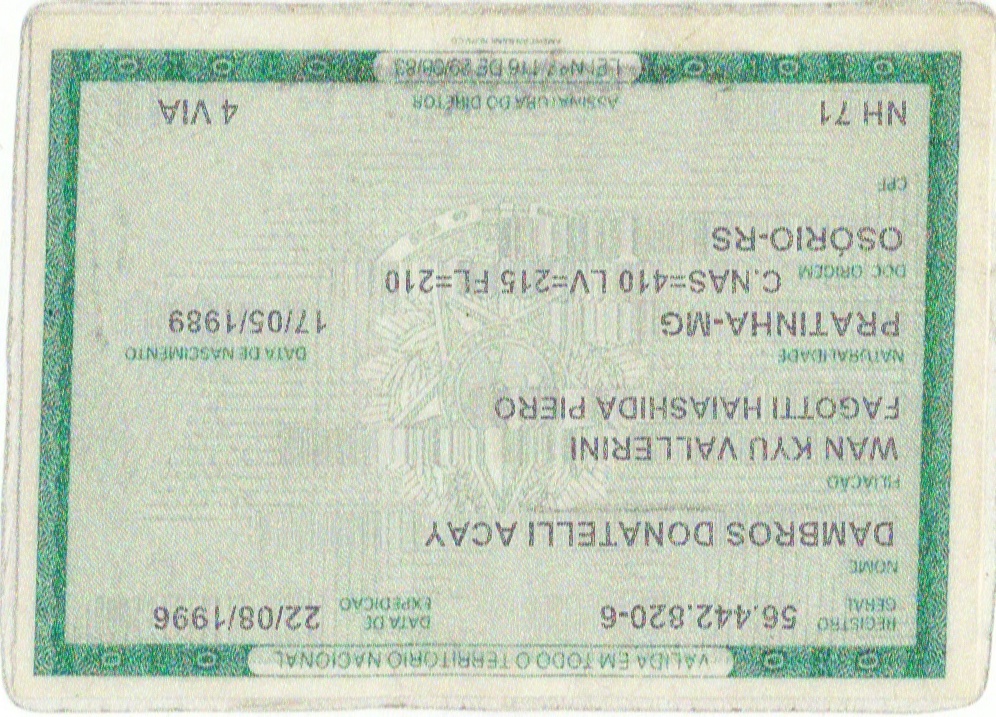 VÁLIDA EM TODO O TERRITÓRIO NACIONAL
REGISTRO GERAL 56.442.820-6 DATA DE EXPEDIÇÃO 22/08/1996
NOME
DAMBROS DONATELLI ACAY
FILIAÇÃO
WAN KYU VALLERINI
FAGOTTI HAIASHIDA PIERO
NATURALIDADE DATA DE NASCIMENTO
PRATINHA-MG 17/05/1989
DOC ORIGEM C.NAS=410 LV=215 FL=210
OSÓRIO-RS
CPF
NH 71 4 VIA
ASSINATURA DO DIRETOR
LEI Nº 7.116 DE 29/08/83